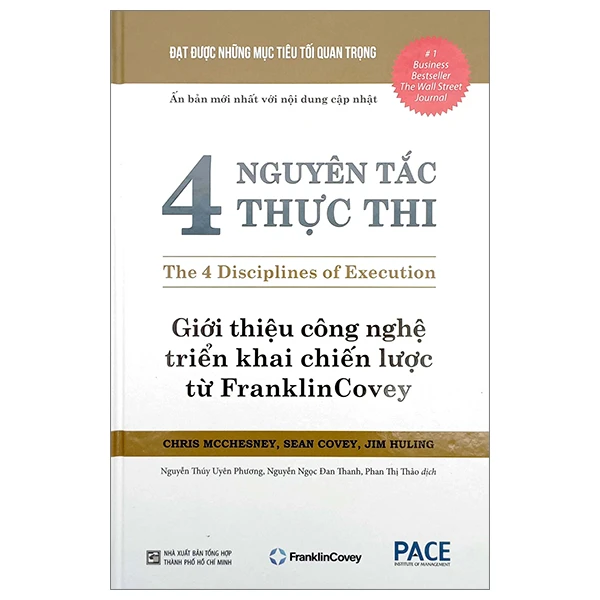 ĐẠT ĐƯỢC NHỮNG MỤC TIÊU TỐI QUAN TRỌNG
# 1
Business
Bestseller
The Wall Street
Journal
Ấn bản mới nhất với nội dung cập nhật
4 NGUYÊN TẮC
THỰC THI
The 4 Disciplines of Execution
Giới thiệu công nghệ
triển khai chiến lược
từ FranklinCovey
CHRIS MCCHESNEY, SEAN COVEY, JIM HULING
Nguyễn Thúy Uyên Phương, Nguyễn Ngọc Đan Thanh, Phan Thị Thảo dịch
NHÀ XUẤT BẢN TỔNG HỢP
THÀNH PHỐ HỒ CHÍ MINH
FranklinCovey
PACE
INSTITUTE OF MANAGEMENT